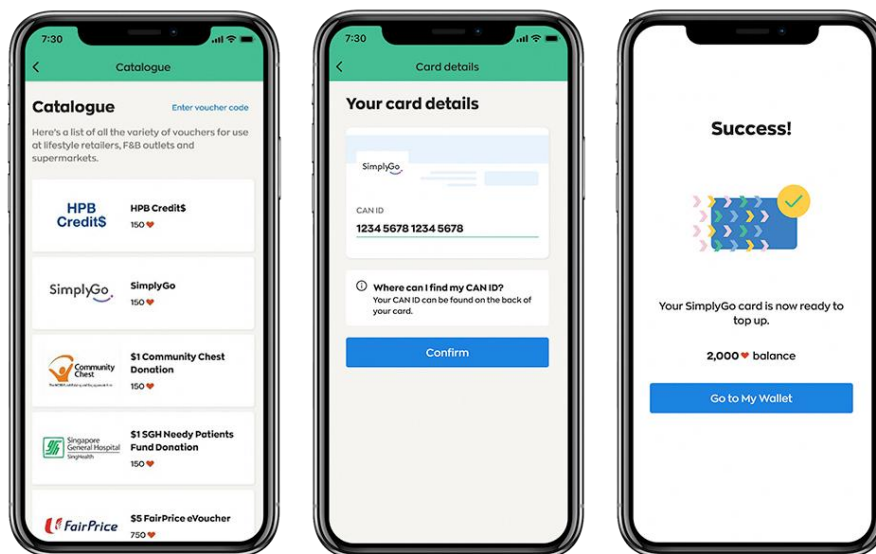 7:30
Catalogue
Catalogue
Enter voucher code
Here's a list of all the variety of vouchers for use
at lifestyle retailers, F&B outlets and
supermarkets.
HPB
Credit$
HPB Credit$
150
SimplyGo
SimplyGo
150
Community
Chest
$1 Community Chest
Donation
150
Singapore
General Hospital
SingHealth
$1 SGH Needy Patients
Fund Donation
150
FairPrice
$5 FairPrice eVoucher
750
7:30
Card details
Your card details
SimplyGo
CAN ID
1234 5678 1234 5678
Where can I find my CAN ID?
Your CAN ID can be found on the back of
your card.
Confirm
Success!
Your SimplyGo card is now ready to
top up.
2,000 balance
Go to My Wallet